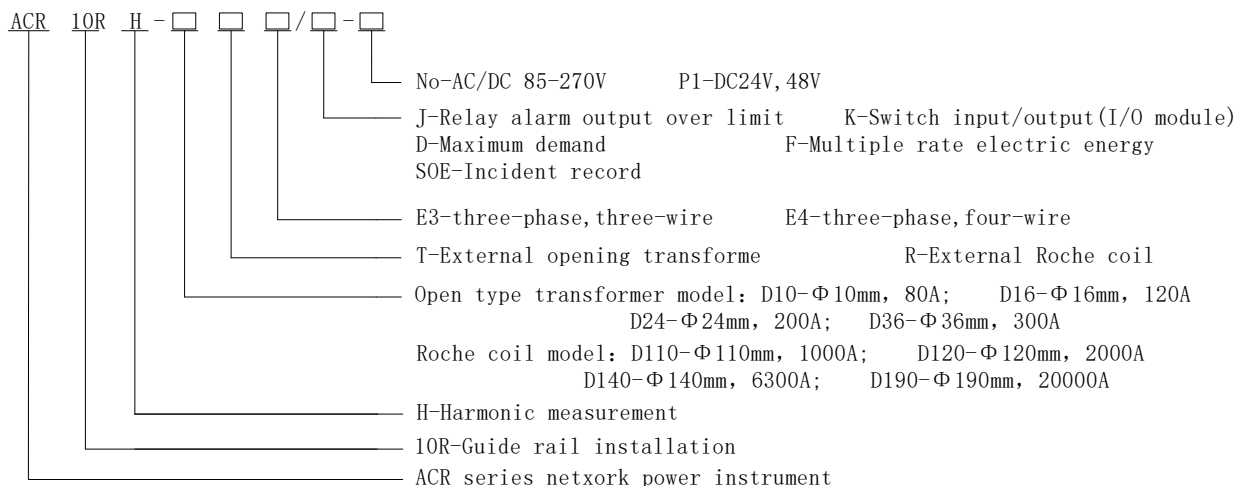 ACR 10R H-□ □ □/□-□
No-AC/DC 85-270V P1-DC24V,48V
J-Relay alarm output over limit K-Switch input/output(I/O module)
D-Maximum demand F-Multiple rate electric energy
SOE-Incident record
E3-three-phase,three-wire E4-three-phase,four-wire
T-External opening transforme R-External Roche coil
Open type transformer model: D10-Φ10mm, 80A; D16-Φ16mm, 120A
D24-Φ24mm, 200A; D36-Φ36mm, 300A
Roche coil model: D110-Φ110mm, 1000A; D120-Φ120mm, 2000A
D140-Φ140mm, 6300A; D190-Φ190mm, 20000A
H-Harmonic measurement
10R-Guide rail installation
ACR series netxork power instrument